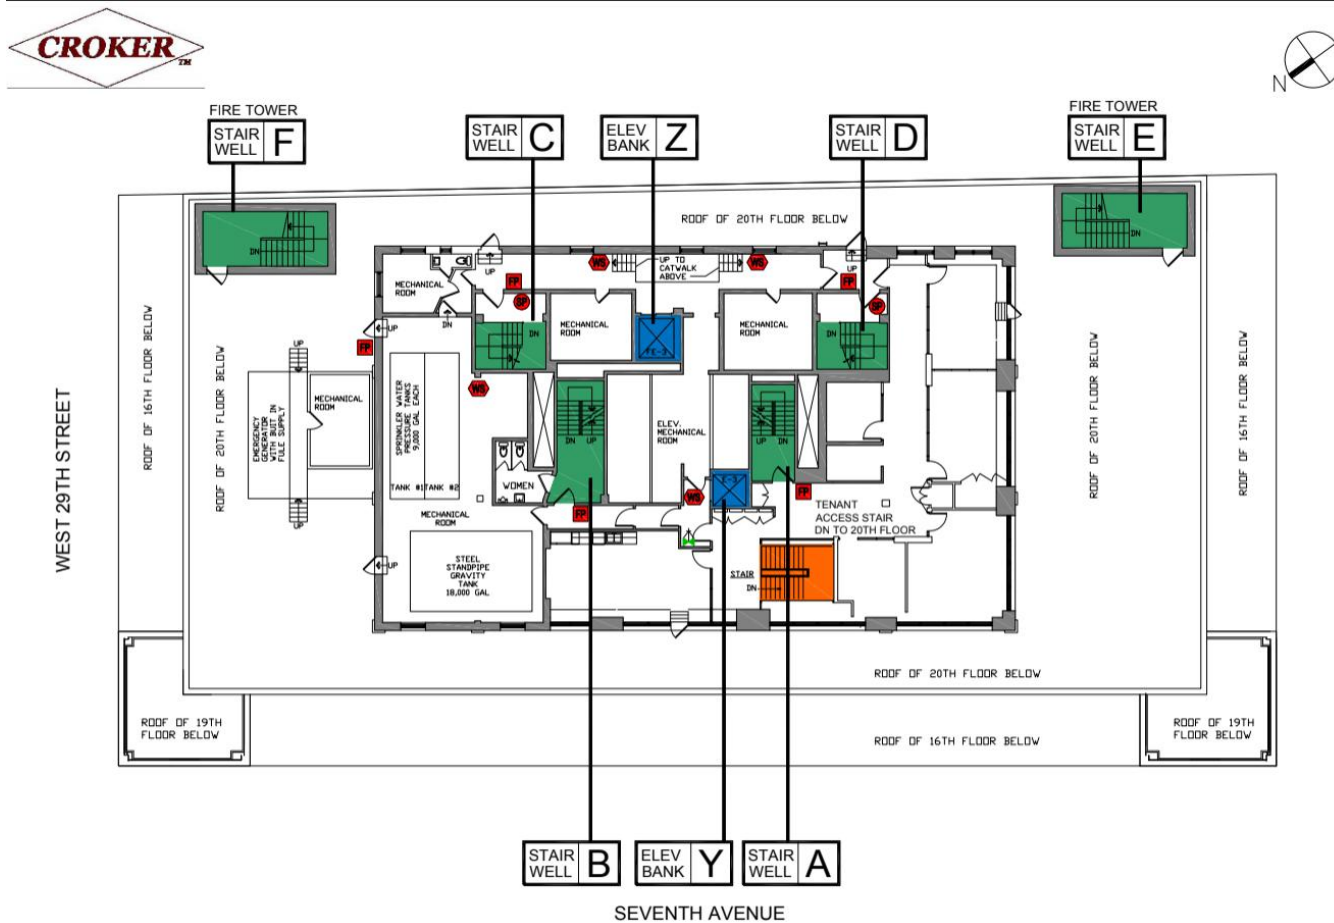 CROKER
TM
N
FIRE TOWER
STAIR
WELL
F
STAIR
WELL
C
ELEV
BANK
Z
STAIR
WELL
D
FIRE TOWER
STAIR
WELL
E
ROOF OF 20TH FLOOR BELOW
DN
DN
MECHANICAL
ROOM
UP
FP
WS
UP TO
CATWALK
ABOVE
WS
UP
FP
SP
SP
DN
UP
FP
DN
MECHANICAL
ROOM
FE-3
MECHANICAL
ROOM
DN
WEST 29TH STREET
ROOF OF 16TH FLOOR BELOW
ROOF OF 20TH FLOOR BELOW
UP
EMERGENCY
GENERATOR
WITH BUIT IN
FULE SUPPLY
UP
MECHANICAL
ROOM
SPRINKLER WATER
PRESSURE TANKS
9,000 GAL EACH
TANK #1
TANK #2
WS
DN
UP
ELEV.
MECHANICAL
ROOM
UP
DN
WOMEN
MECHANICAL
ROOM
FP
WS
E-3
FP
TENANT
ACCESS STAIR
DN TO 20TH FLOOR
ROOF OF 20TH FLOOR BELOW
ROOF OF 16TH FLOOR BELOW
UP
STEEL
STANDPIPE
GRAVITY
TANK
18,000 GAL
STAIR
DN
ROOF OF 19TH
FLOOR BELOW
ROOF OF 20TH FLOOR BELOW
ROOF OF 16TH FLOOR BELOW
ROOF OF 19TH
FLOOR BELOW
STAIR
WELL
B
ELEV
BANK
Y
STAIR
WELL
A
SEVENTH AVENUE